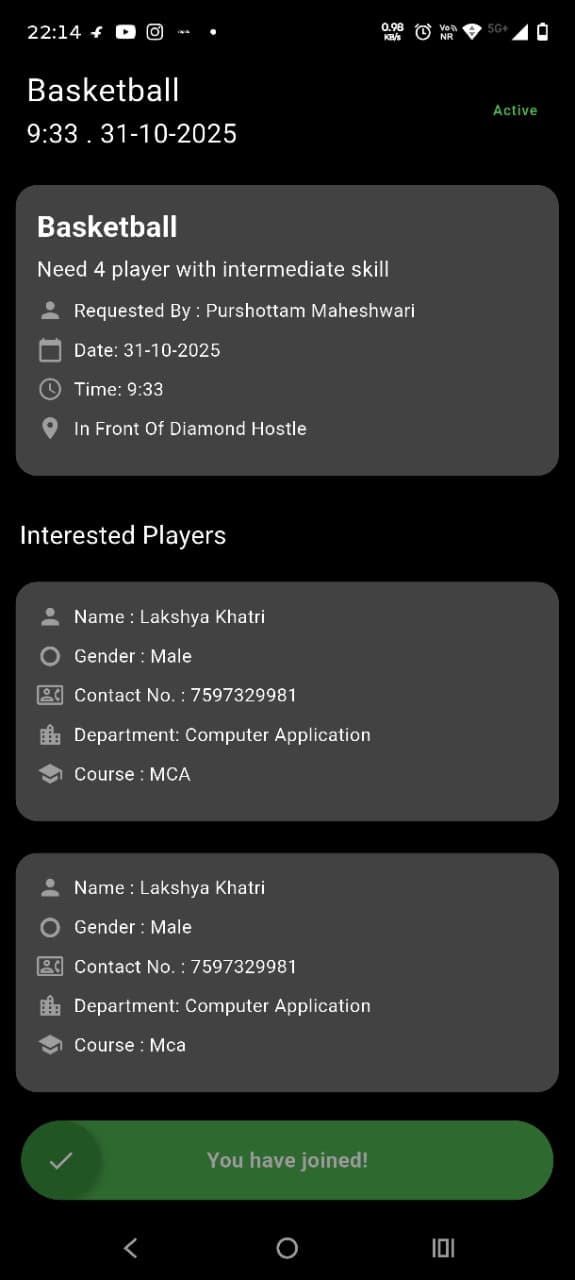 22:14
0.98
KB/s
Vo
NR
5G+
Basketball
9:33 . 31-10-2025
Active
Basketball
Need 4 player with intermediate skill
Requested By : Purshottam Maheshwari
Date: 31-10-2025
Time: 9:33
In Front Of Diamond Hostle
Interested Players
Name : Lakshya Khatri
Gender : Male
Contact No. : 7597329981
Department: Computer Application
Course : MCA
Name : Lakshya Khatri
Gender : Male
Contact No. : 7597329981
Department: Computer Application
Course : Mca
You have joined!